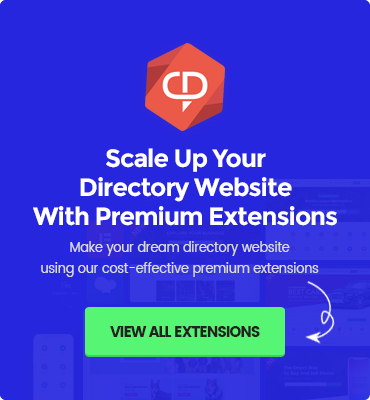 Scale Up Your
Directory Website
With Premium Extensions
Make your dream directory website
using our cost-effective premium extensions
VIEW ALL EXTENSIONS